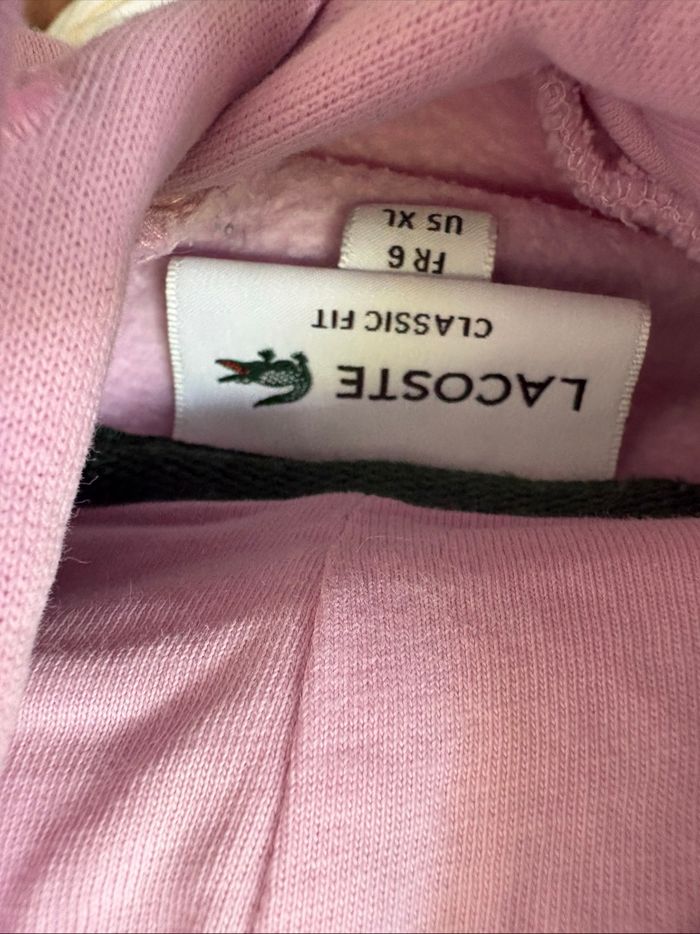 LACOSTE
CLASSIC FIT
FR 6
US XL